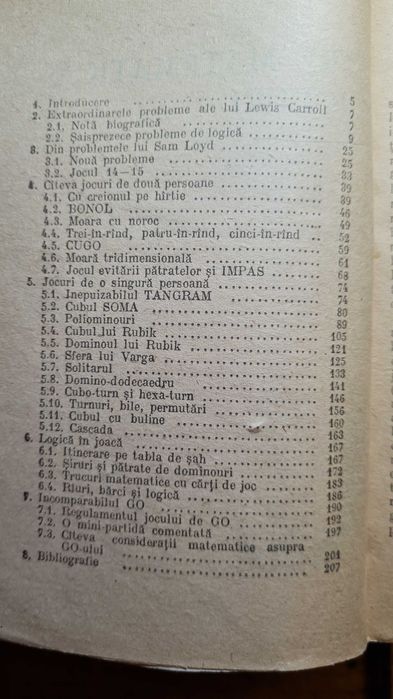 1. Introducere 5
2. Extraordinarele probleme ale lui Lewis Carroll 7
2.1. Notă biografică 7
2.2. Șaisprezece probleme de logică 9
3. Din problemele lui Sam Loyd 25
3.1. Nouă probleme 25
3.2. Jocul 14—15 33
4. Cîteva jocuri de două persoane 39
4.1. Cu creionul pe hîrtie 39
4.2. BONOL 46
4.3. Moara cu noroc 49
4.4. Trei-în-rînd, patru-în-rînd, cinci-în-rînd 52
4.5. CUGO 59
4.6. Moară tridimensională 61
4.7. Jocul evitării pătratelor și IMPAS 68
5. Jocuri de o singură persoană 74
5.1. Inepuizabilul TANGRAM 74
5.2. Cubul SOMA 80
5.3. Poliominouri 89
5.4. Cubul lui Rubik 105
5.5. Dominoul lui Rubik 121
5.6. Sfera lui Varga 125
5.7. Solitarul 133
5.8. Domino-dodecaedru 141
5.9. Cubo-turn și hexa-turn 146
5.10. Turnuri, bile, permutări 156
5.11. Cubul cu buline 160
5.12. Cascada 163
6. Logică în joacă 167
6.1. Itinerare pe tabla de șah 167
6.2. Șiruri și pătrate de dominouri 172
6.3. Trucuri matematice cu cărți de joc 183
6.4. Rîuri, bărci și logică 186
7. Incomparabilul GO 190
7.1. Regulamentul jocului de GO 192
7.2. O mini-partidă comentată 197
7.3. Cîteva considerații matematice asupra
GO-ului 201
8. Bibliografie 207